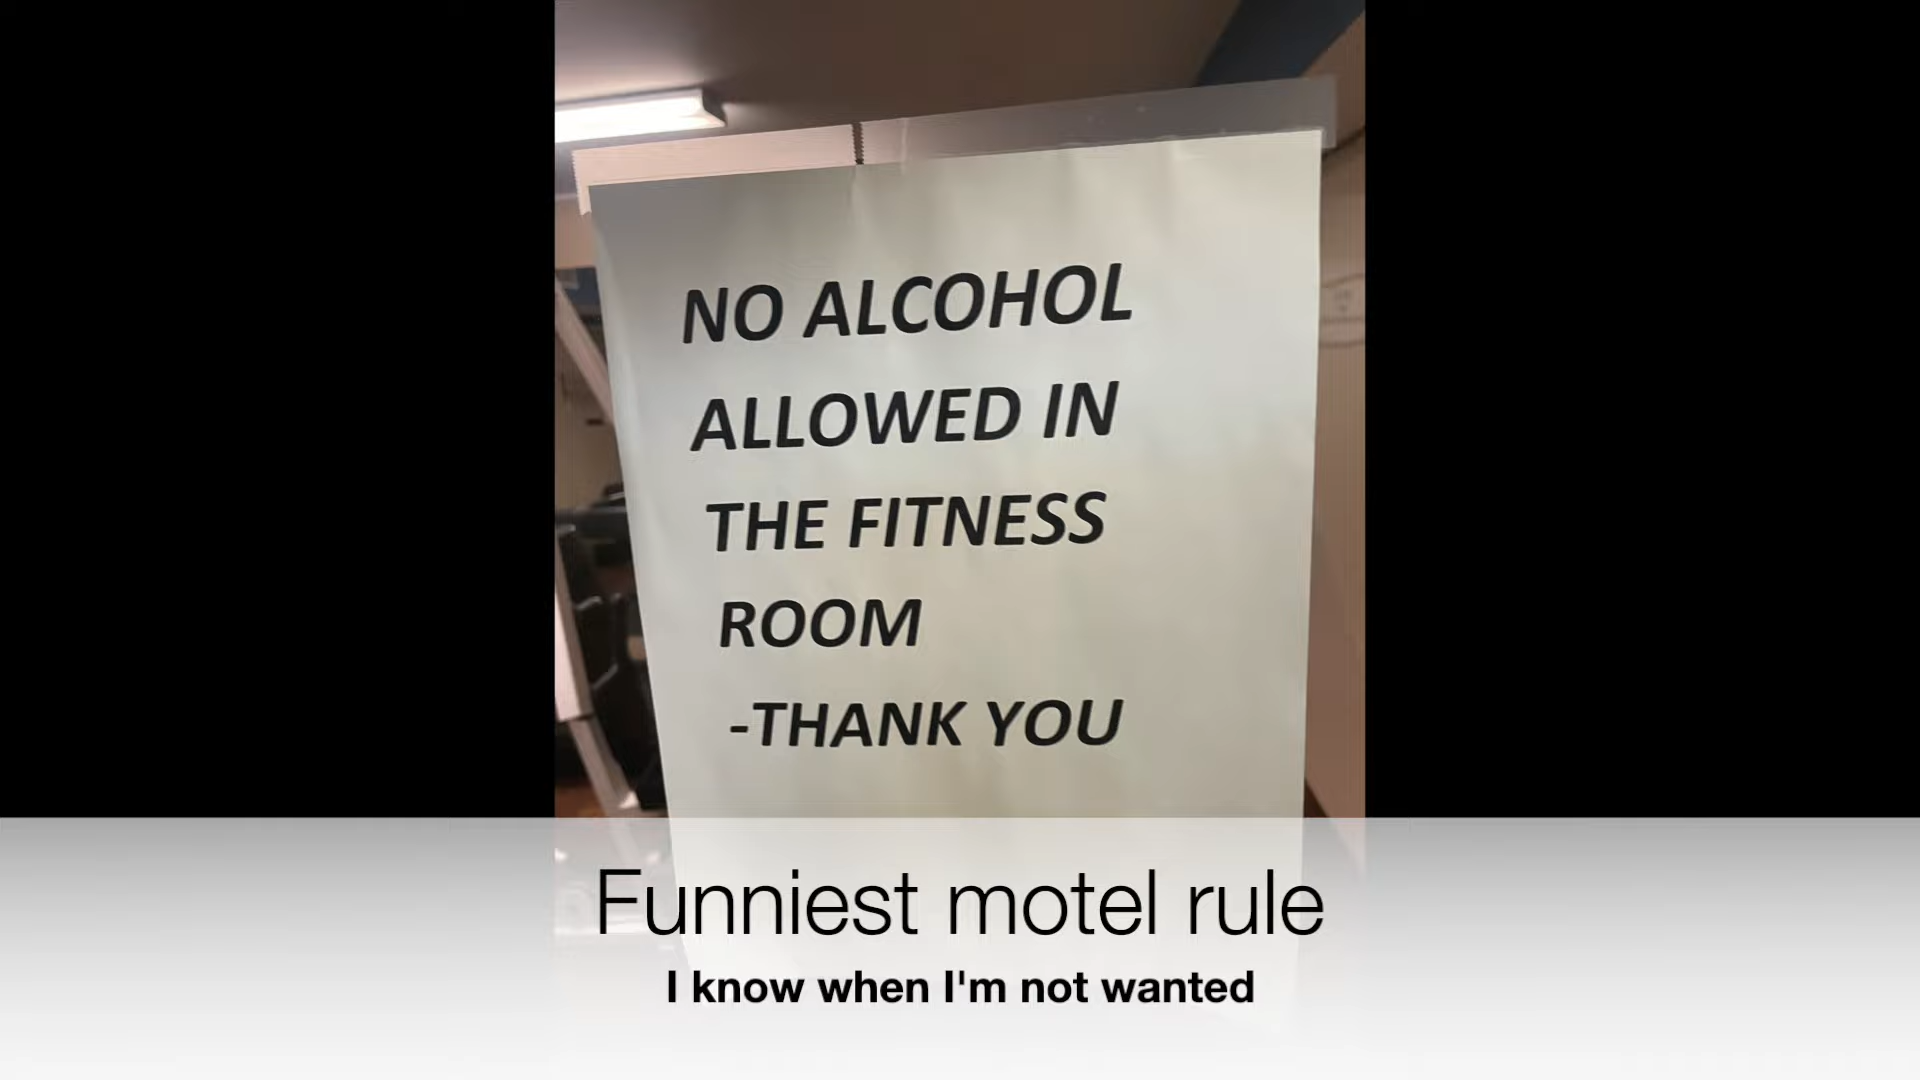 NO ALCOHOL
ALLOWED IN
THE FITNESS
ROOM
-THANK YOU
Funniest motel rule
I know when I'm not wanted